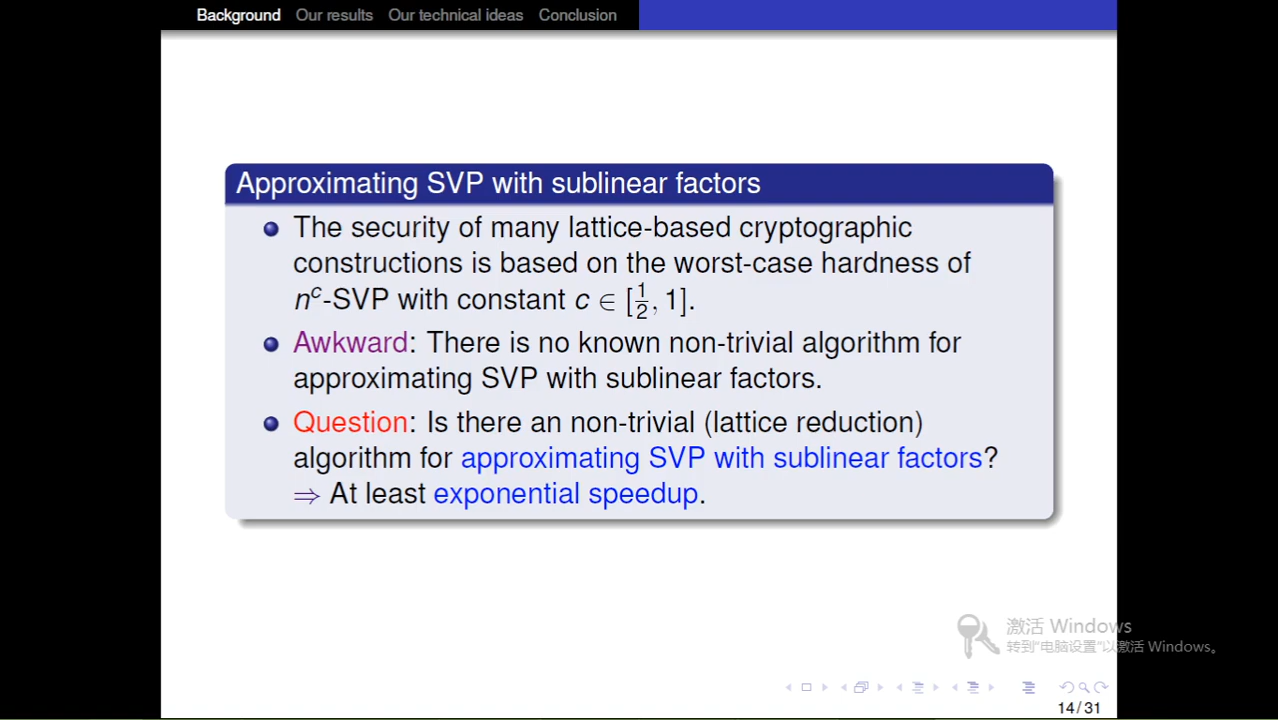 Background Our results Our technical ideas Conclusion
Approximating SVP with sublinear factors
The security of many lattice-based cryptographic
constructions is based on the worst-case hardness of
n^c-SVP with constant c ∈ [1/2, 1].
Awkward: There is no known non-trivial algorithm for
approximating SVP with sublinear factors.
Question: Is there an non-trivial (lattice reduction)
algorithm for approximating SVP with sublinear factors?
⇒ At least exponential speedup.
激活 Windows
转到“电脑设置”以激活 Windows。
14/31